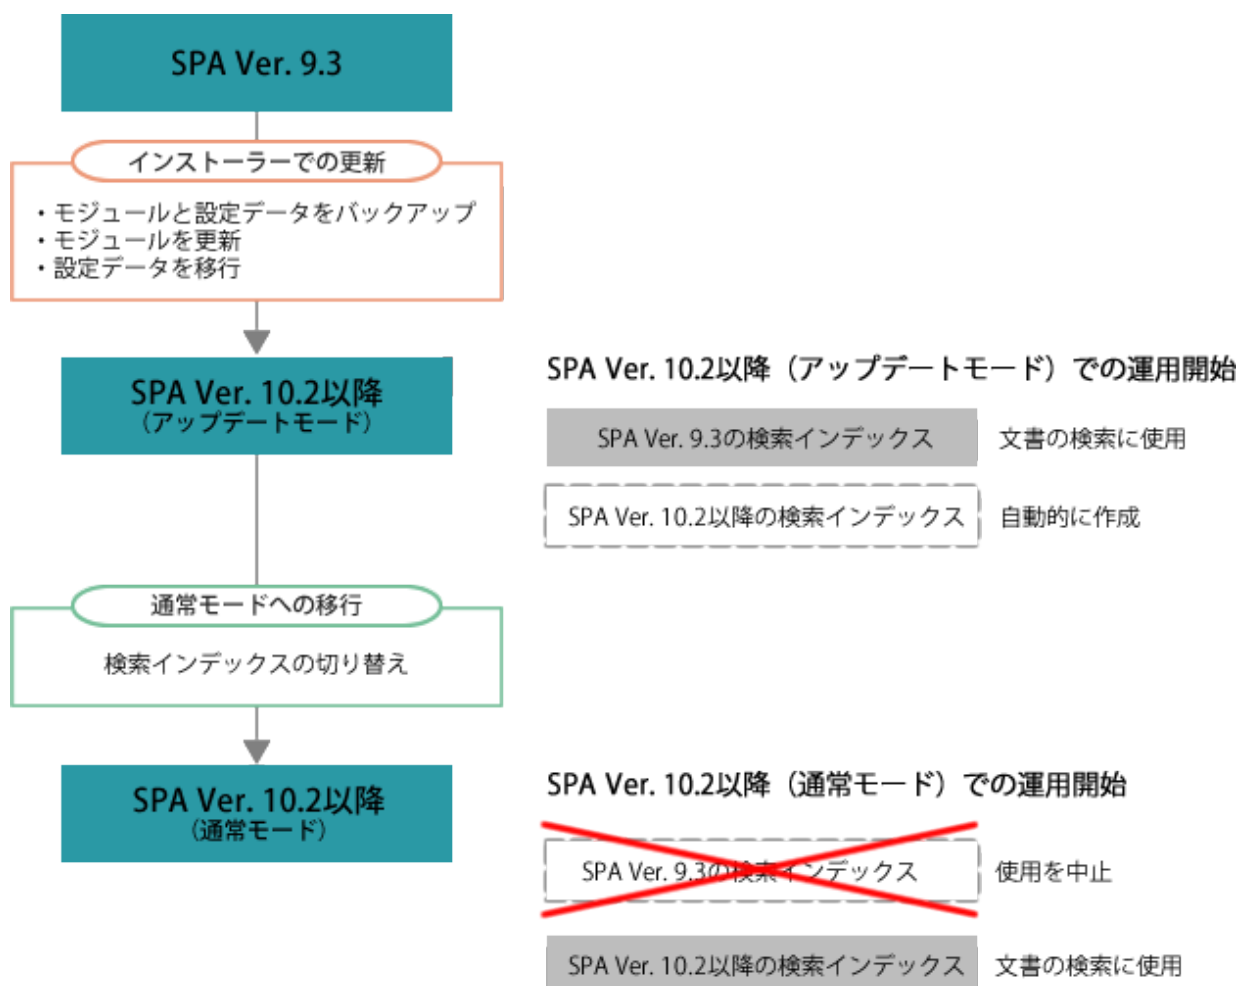 SPA Ver. 9.3
インストーラーでの更新
・モジュールと設定データをバックアップ
・モジュールを更新
・設定データを移行
SPA Ver. 10.2以降
（アップデートモード）
SPA Ver. 10.2以降（アップデートモード）での運用開始
SPA Ver. 9.3の検索インデックス 文書の検索に使用
SPA Ver. 10.2以降の検索インデックス 自動的に作成
通常モードへの移行
検索インデックスの切り替え
SPA Ver. 10.2以降
（通常モード）
SPA Ver. 10.2以降（通常モード）での運用開始
SPA Ver. 9.3の検索インデックス 使用を中止
SPA Ver. 10.2以降の検索インデックス 文書の検索に使用